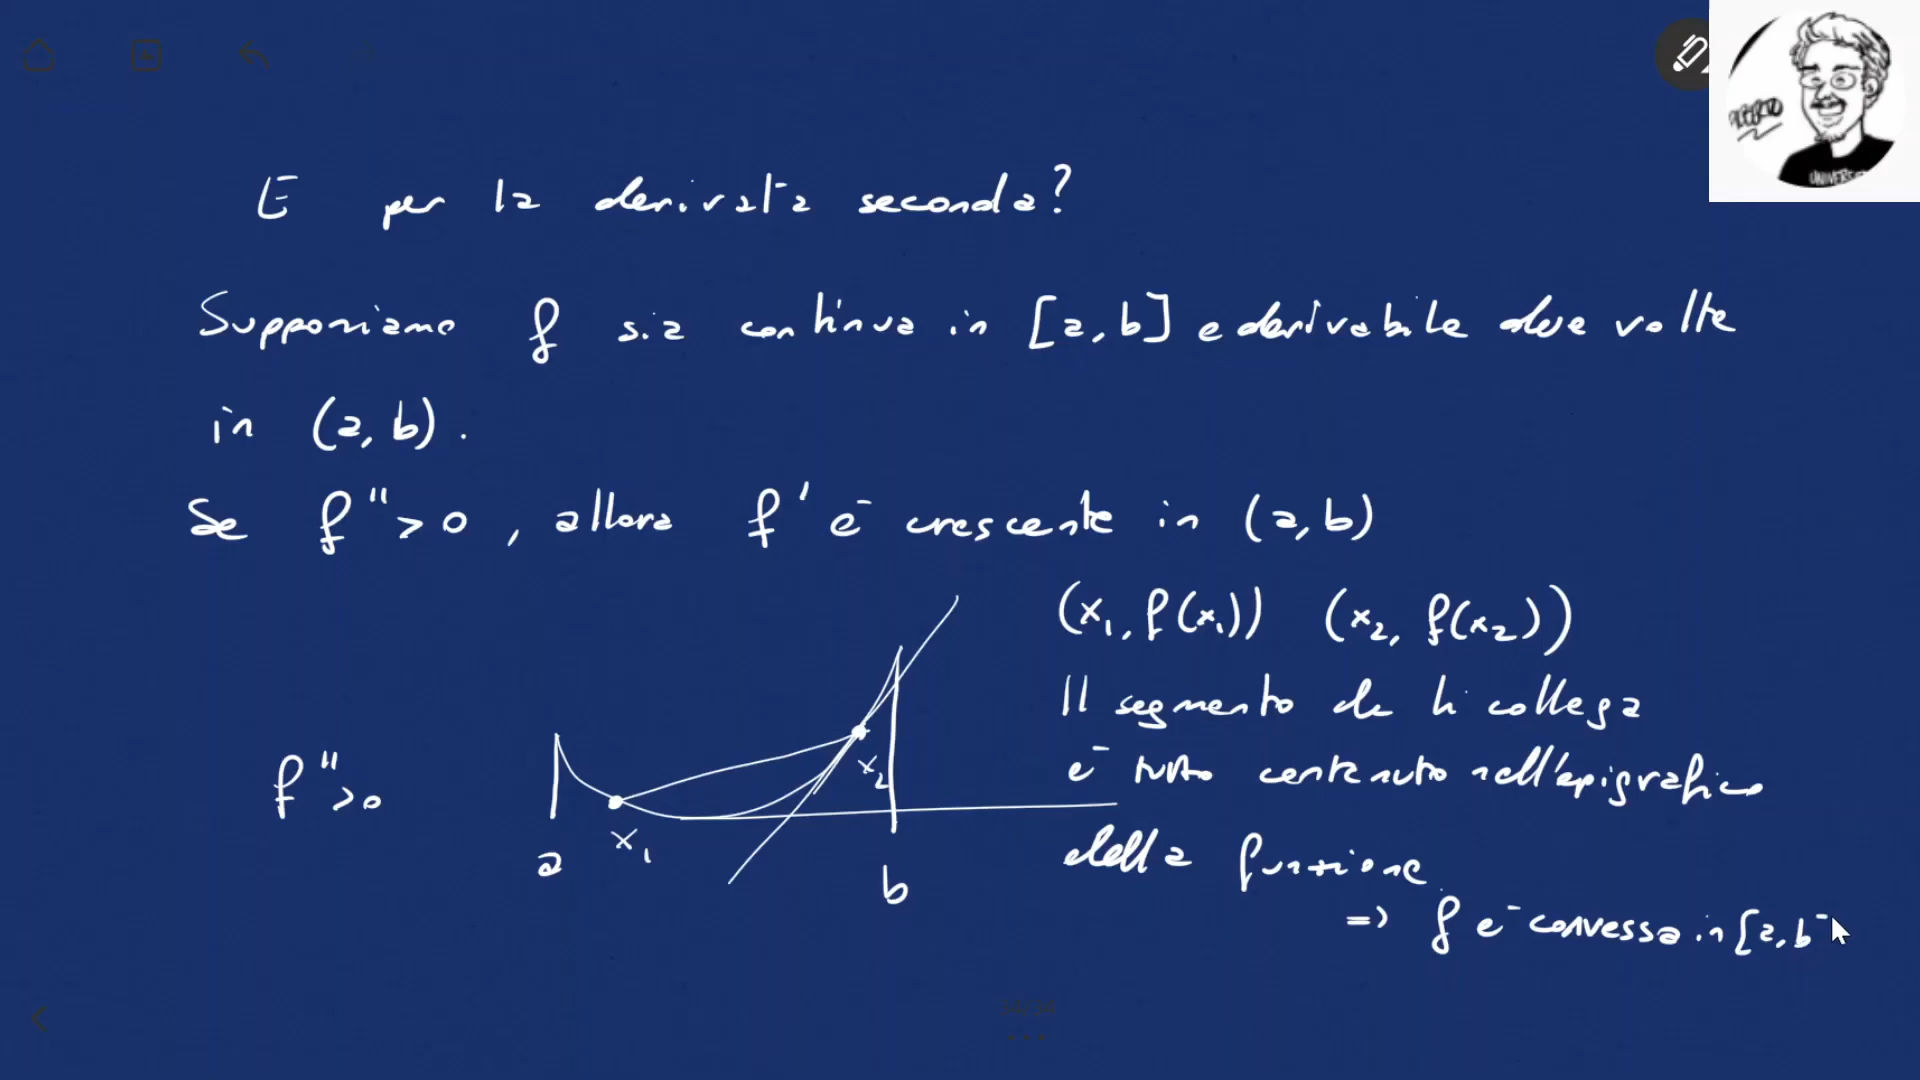 E per la derivata seconda?
Supponiamo f sia continua in [a, b] e derivabile due volte
in (a, b).
Se f'' > 0, allora f' è crescente in (a, b)
(x₁, f(x₁)) (x₂, f(x₂))
Il segmento che li collega
è tutto contenuto nell'epigrafico
della funzione
=> f è convessa in [a, b
f'' > 0
x₁
x₂
a
b
ALBERTO